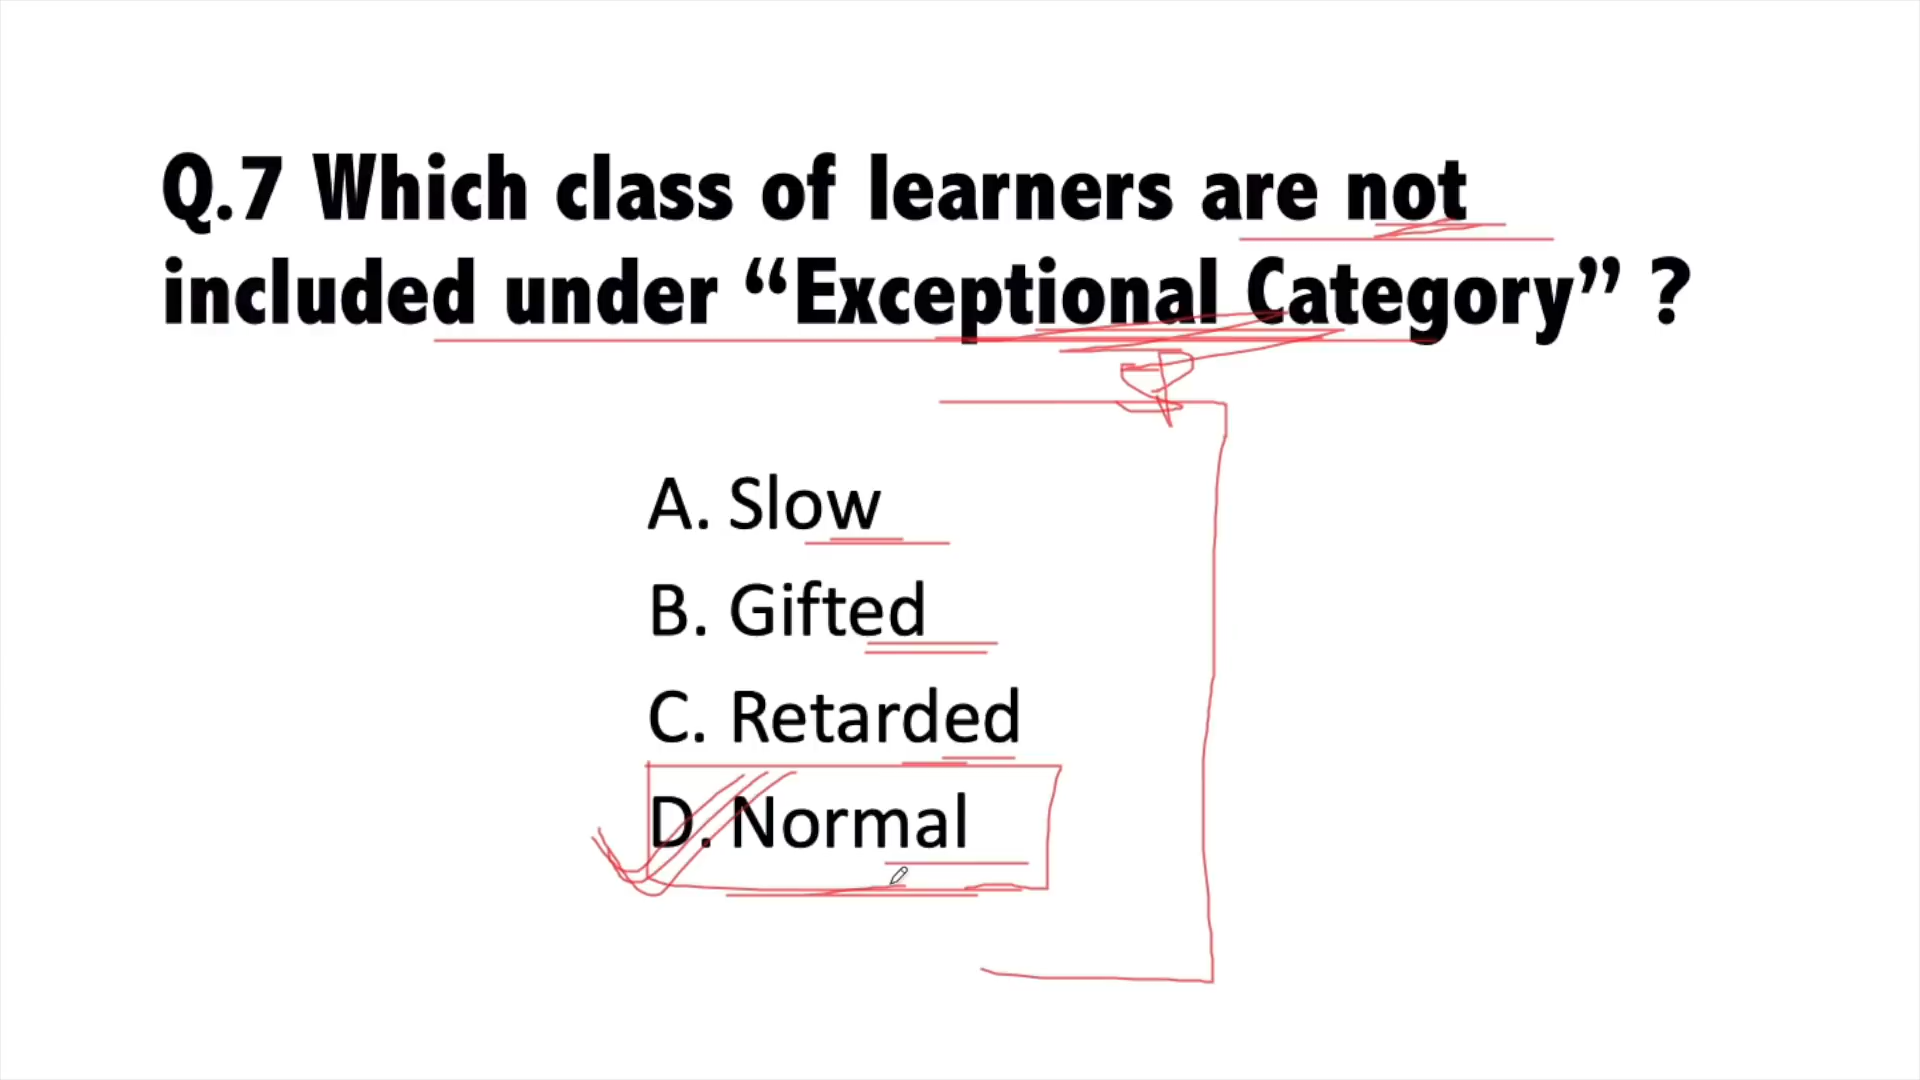 Q.7 Which class of learners are not
included under “Exceptional Category” ?
A. Slow
B. Gifted
C. Retarded
D. Normal